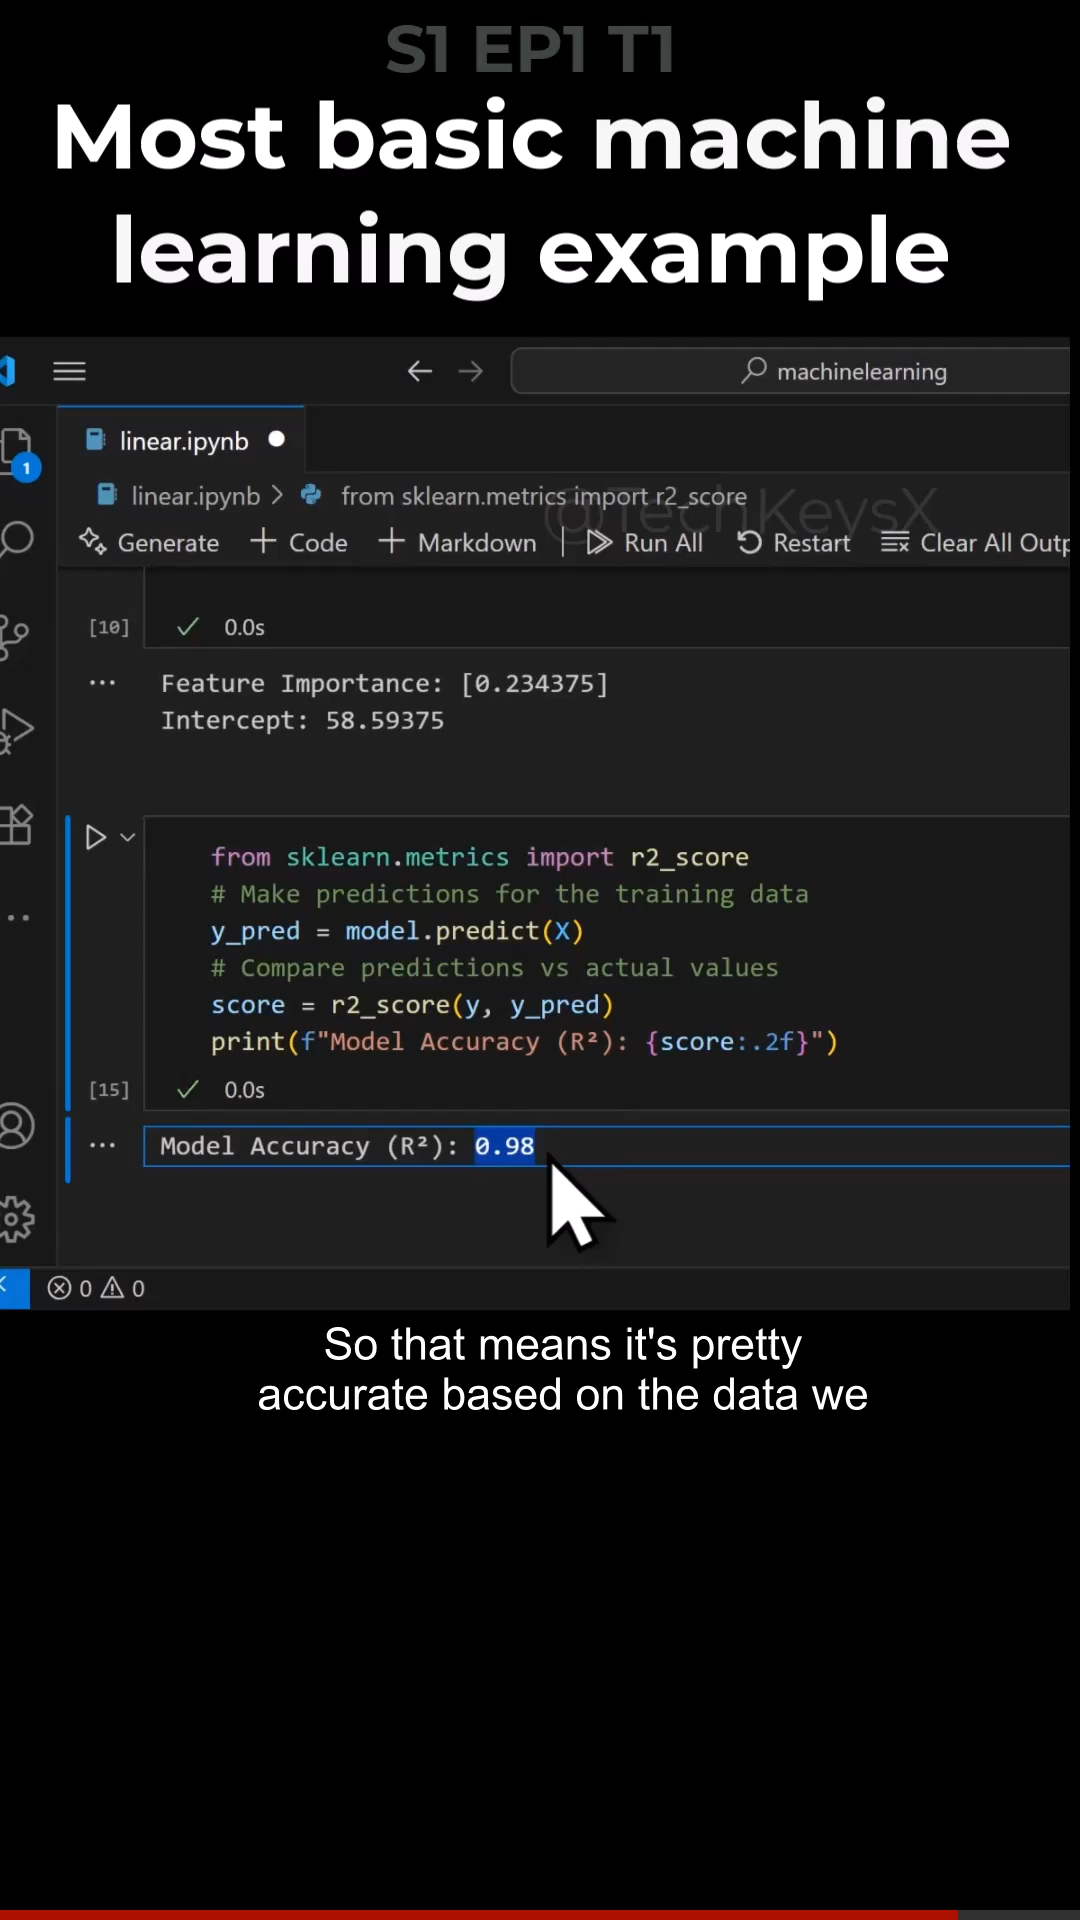 S1 EP1 T1
Most basic machine
learning example
machinelearning
linear.ipynb
1
linear.ipynb > from sklearn.metrics import r2_score
@TechKeysX
Generate + Code + Markdown | Run All Restart Clear All Outp
[10] ✓ 0.0s
... Feature Importance: [0.234375]
Intercept: 58.59375
from sklearn.metrics import r2_score
# Make predictions for the training data
y_pred = model.predict(X)
# Compare predictions vs actual values
score = r2_score(y, y_pred)
print(f"Model Accuracy (R²): {score:.2f}")
[15] ✓ 0.0s
... Model Accuracy (R²): 0.98
0 0
So that means it's pretty
accurate based on the data we